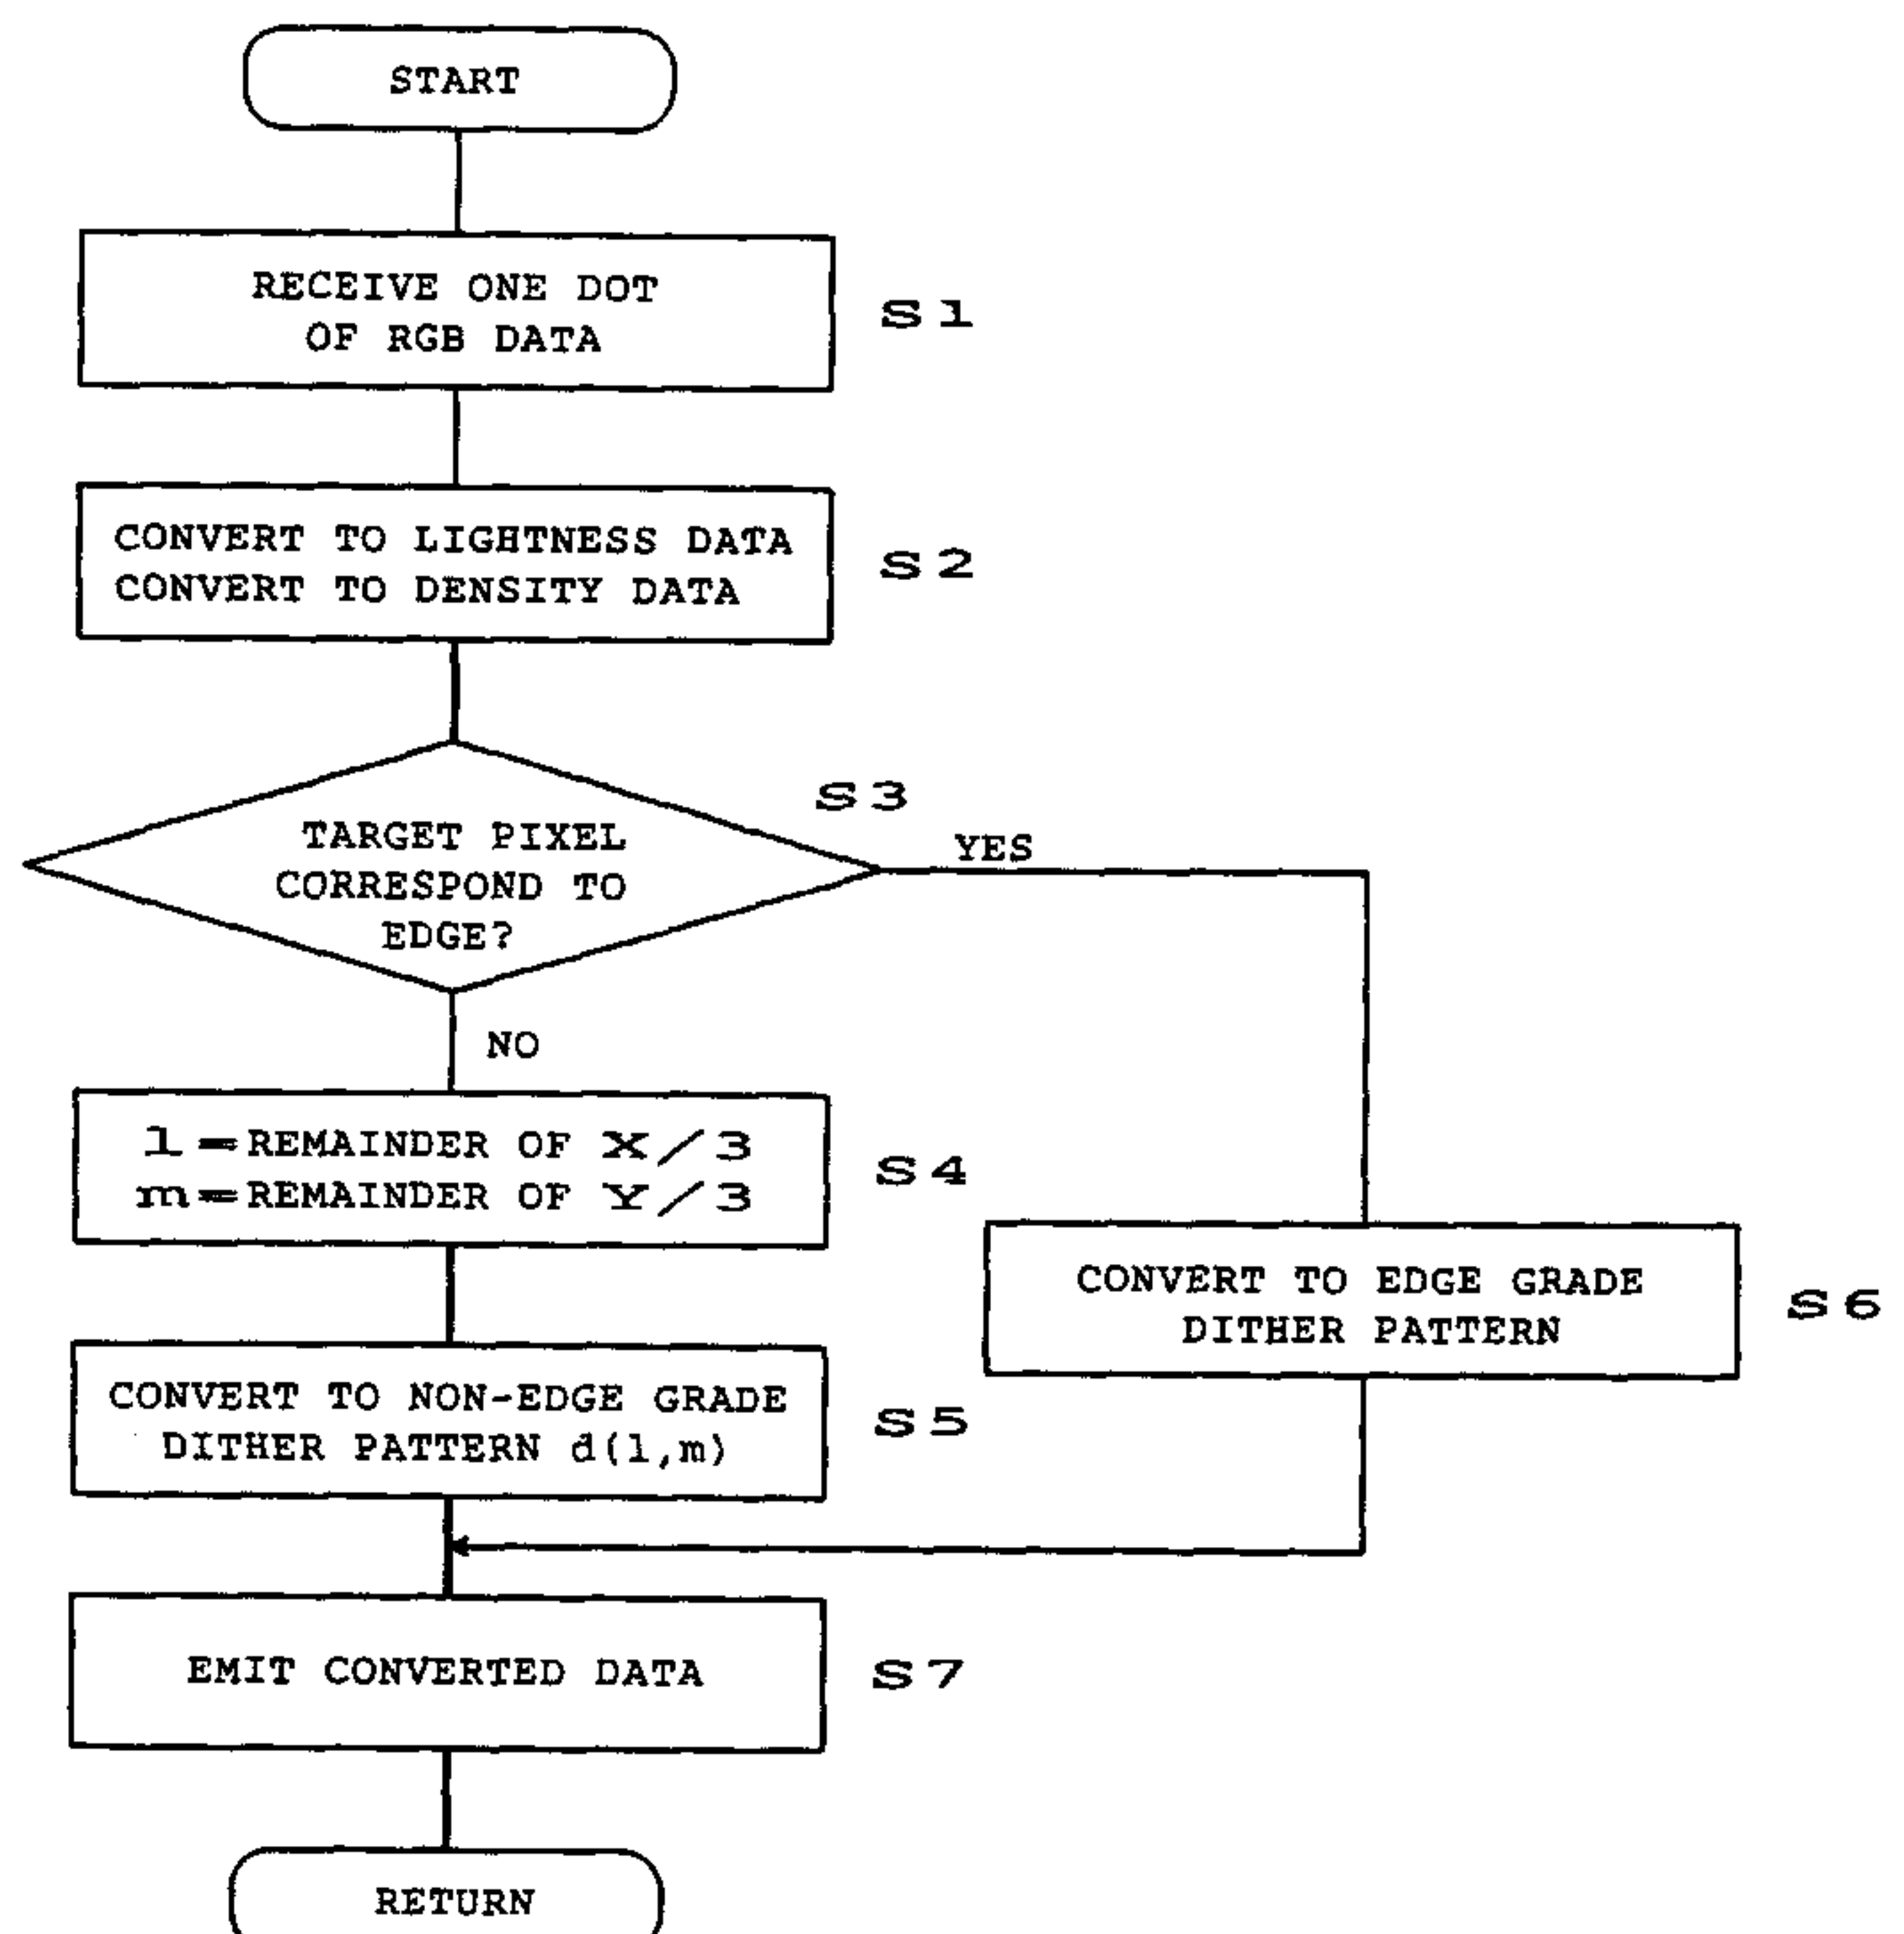 START
RECEIVE ONE DOT
OF RGB DATA
S1
CONVERT TO LIGHTNESS DATA
CONVERT TO DENSITY DATA
S2
S3
TARGET PIXEL
CORRESPOND TO
EDGE?
YES
NO
l=REMAINDER OF X/3
m=REMAINDER OF Y/3
S4
CONVERT TO EDGE GRADE
DITHER PATTERN
S6
CONVERT TO NON-EDGE GRADE
DITHER PATTERN d(l,m)
S5
EMIT CONVERTED DATA
S7
RETURN